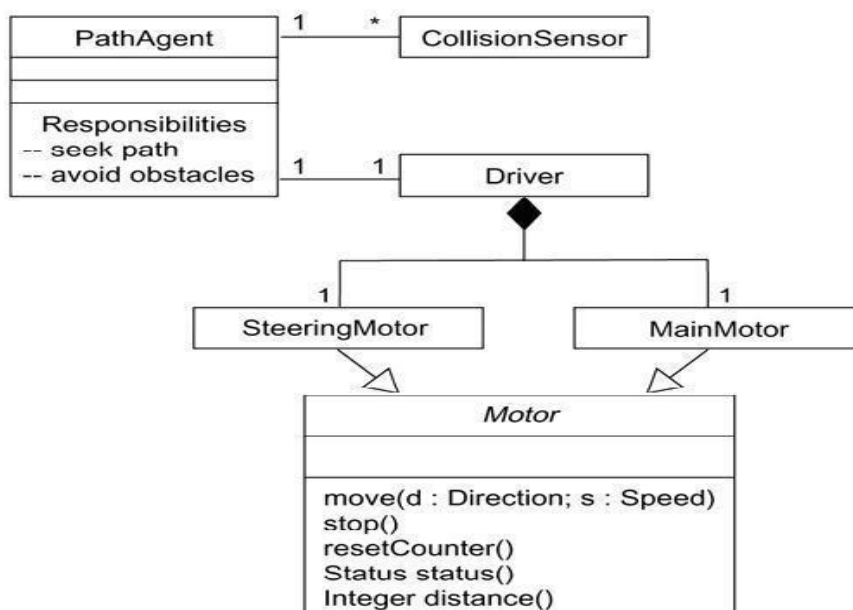 PathAgent
1
*
CollisionSensor
Responsibilities
-- seek path
-- avoid obstacles
1
1
Driver
1
1
SteeringMotor
MainMotor
Motor
move(d : Direction; s : Speed)
stop()
resetCounter()
Status status()
Integer distance()